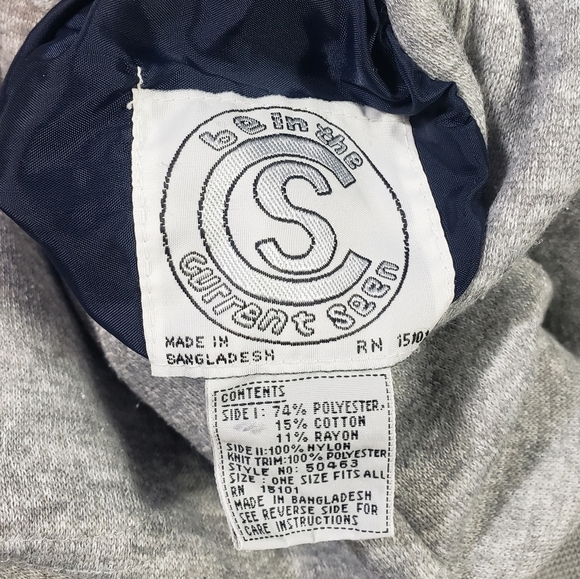 be in the
CS
current seen
MADE IN
BANGLADESH
RN 15101
CONTENTS
SIDE I: 74% POLYESTER
15% COTTON
11% RAYON
SIDE II:100% NYLON
KNIT TRIM:100% POLYESTER
STYLE NO: 50463
SIZE : ONE SIZE FITS ALL
RN 15101
MADE IN BANGLADESH
SEE REVERSE SIDE FOR
CARE INSTRUCTIONS